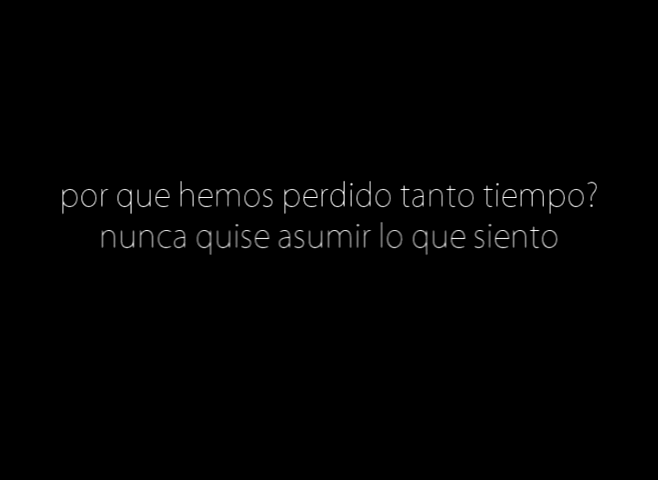 por que hemos perdido tanto tiempo?
nunca quise asumir lo que siento